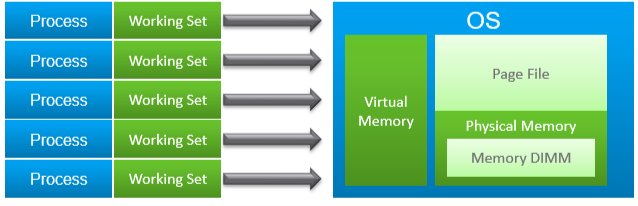 Process Working Set
Process Working Set
Process Working Set
Process Working Set
Process Working Set
OS
Virtual
Memory
Page File
Physical Memory
Memory DIMM